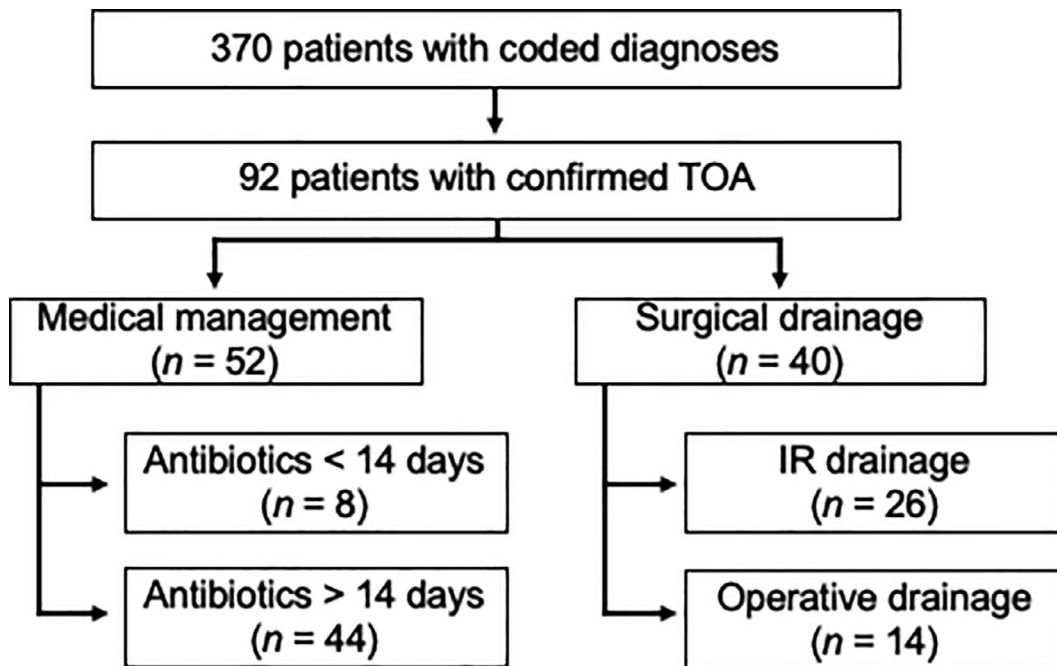 370 patients with coded diagnoses
92 patients with confirmed TOA
Medical management
(n = 52)
Surgical drainage
(n = 40)
Antibiotics < 14 days
(n = 8)
IR drainage
(n = 26)
Antibiotics > 14 days
(n = 44)
Operative drainage
(n = 14)